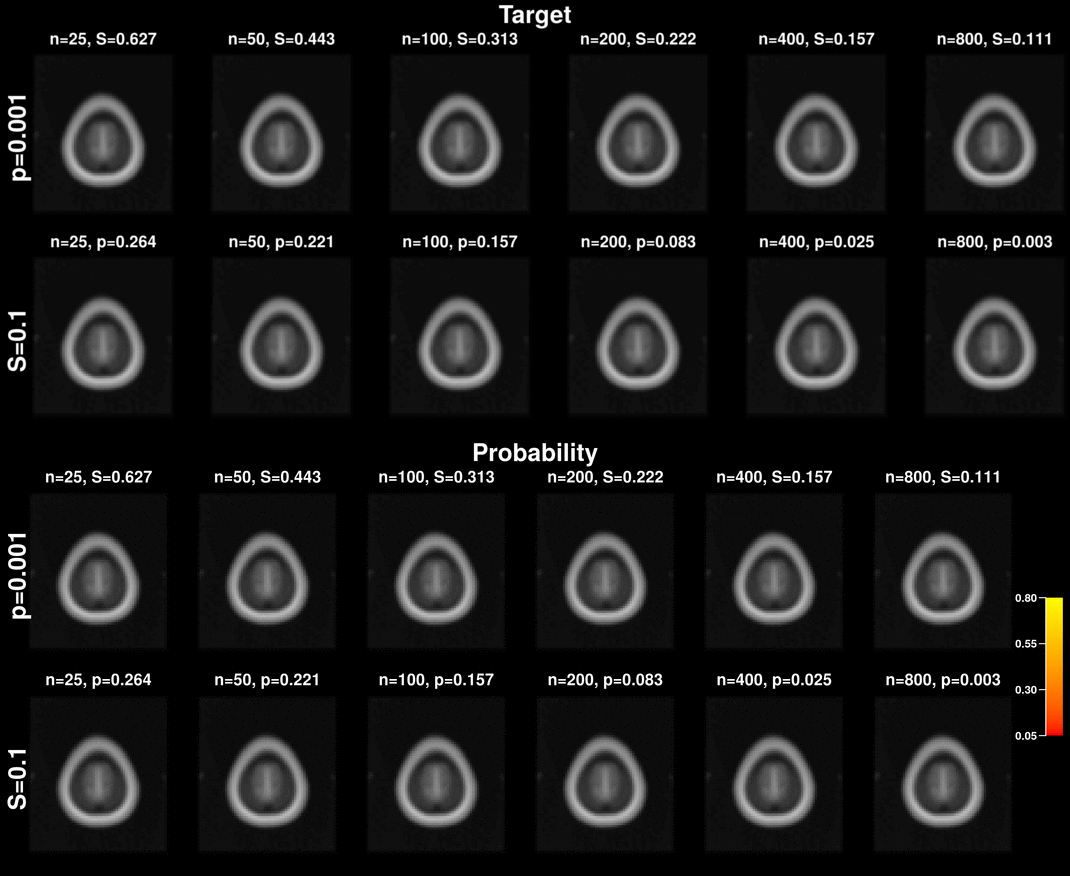 Target
n=25, S=0.627 n=50, S=0.443 n=100, S=0.313 n=200, S=0.222 n=400, S=0.157 n=800, S=0.111
p=0.001
n=25, p=0.264 n=50, p=0.221 n=100, p=0.157 n=200, p=0.083 n=400, p=0.025 n=800, p=0.003
S=0.1
Probability
n=25, S=0.627 n=50, S=0.443 n=100, S=0.313 n=200, S=0.222 n=400, S=0.157 n=800, S=0.111
p=0.001
n=25, p=0.264 n=50, p=0.221 n=100, p=0.157 n=200, p=0.083 n=400, p=0.025 n=800, p=0.003
S=0.1
0.80
0.55
0.30
0.05